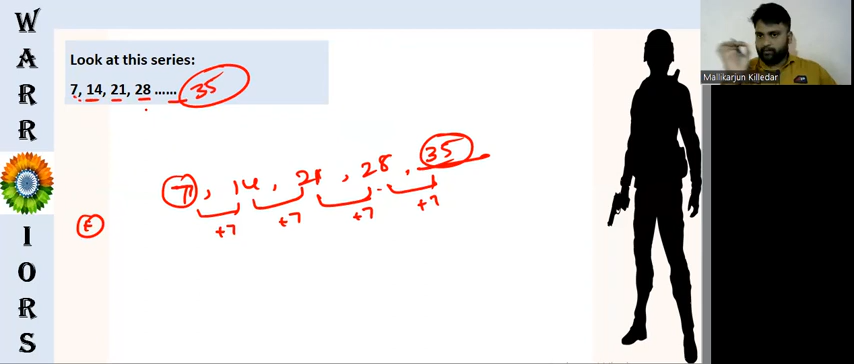 WARRIORS
Look at this series:
7, 14, 21, 28 ...... 35
Mallikarjun Killedar
7, 14, 21, 28, 35
+7 +7 +7 +7